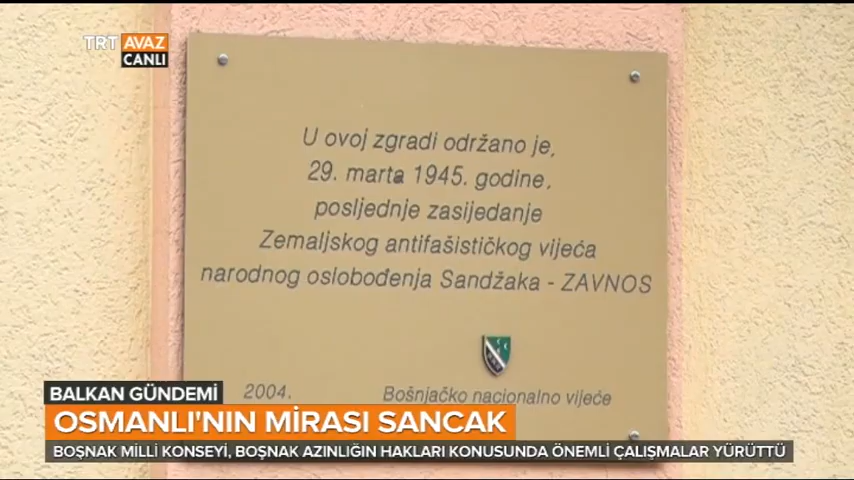 TRT AVAZ
CANLI
U ovoj zgradi održano je,
29. marta 1945. godine,
posljednje zasijedanje
Zemaljskog antifašističkog vijeća
narodnog oslobođenja Sandžaka - ZAVNOS
2004. Bošnjačko nacionalno vijeće
BALKAN GÜNDEMİ
OSMANLI'NIN MİRASI SANCAK
BOŞNAK MİLLİ KONSEYİ, BOŞNAK AZINLIĞIN HAKLARI KONUSUNDA ÖNEMLİ ÇALIŞMALAR YÜRÜTTÜ